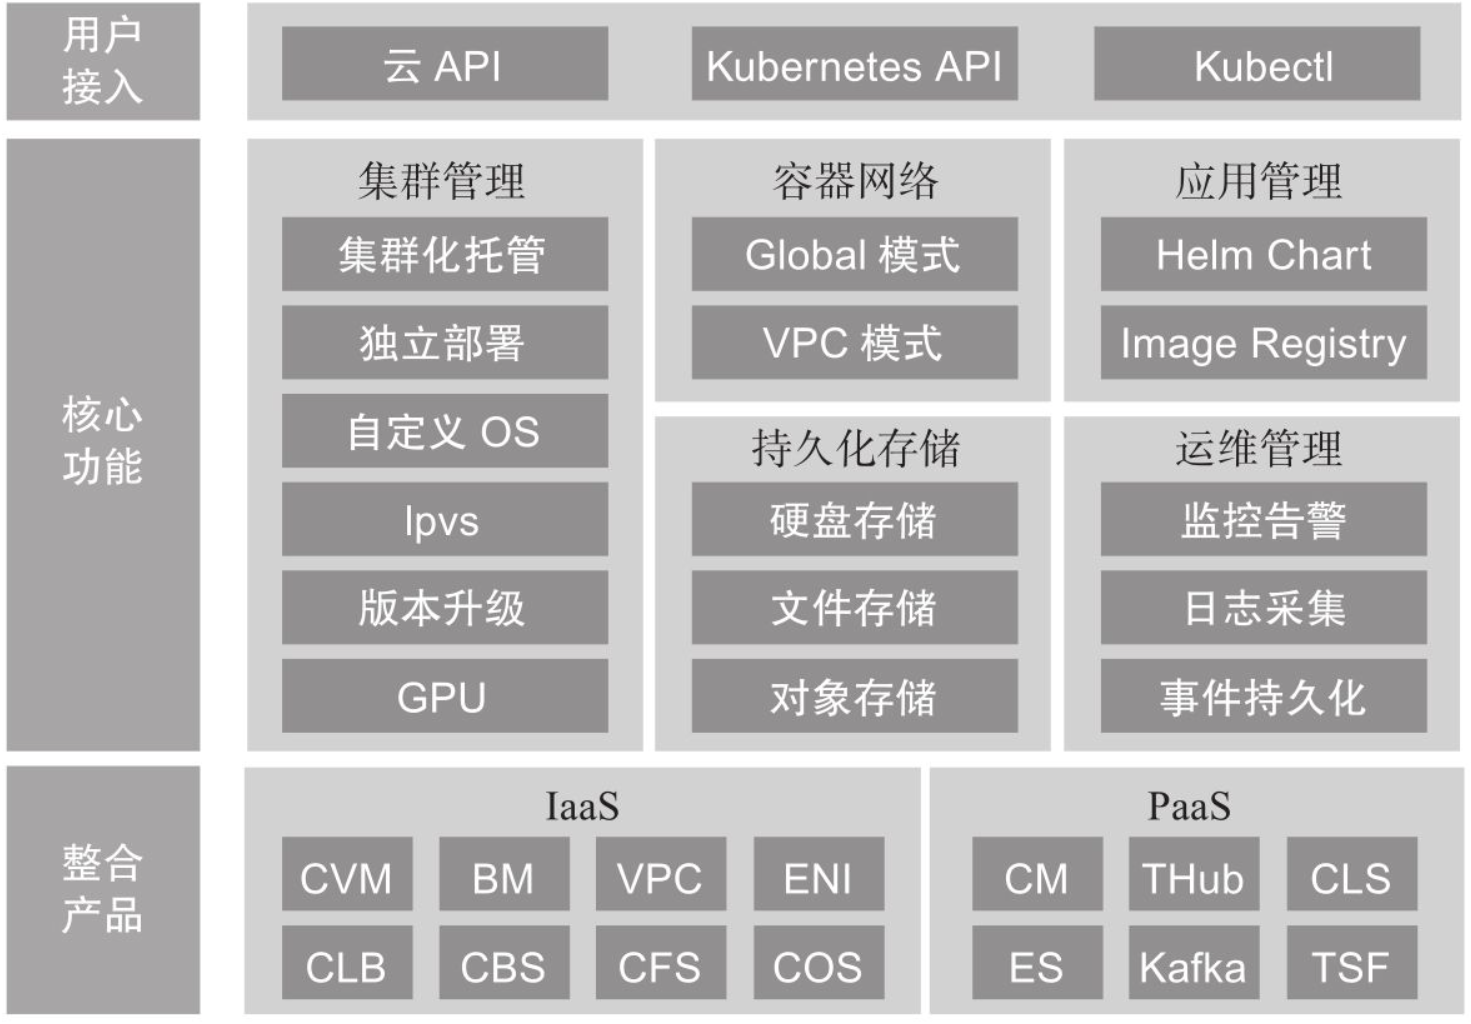 用户
接入
云 API
Kubernetes API
Kubectl
核心
功能
集群管理
集群化托管
独立部署
自定义 OS
Ipvs
版本升级
GPU
容器网络
Global 模式
VPC 模式
应用管理
Helm Chart
Image Registry
持久化存储
硬盘存储
文件存储
对象存储
运维管理
监控告警
日志采集
事件持久化
整合
产品
IaaS
CVM BM VPC ENI
CLB CBS CFS COS
PaaS
CM THub CLS
ES Kafka TSF